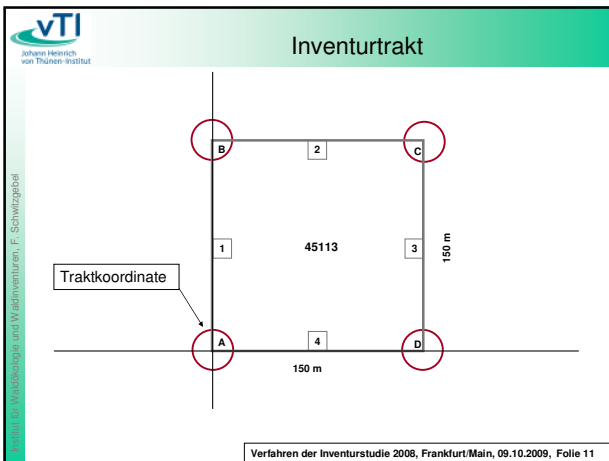 vTI
Johann Heinrich
von Thünen-Institut
Inventurtrakt
B
2
C
1
45113
3
150 m
Traktkoordinate
A
4
D
150 m
Institut für Waldökologie und Waldinventuren, F. Schwitzgebel
Verfahren der Inventurstudie 2008, Frankfurt/Main, 09.10.2009, Folie 11